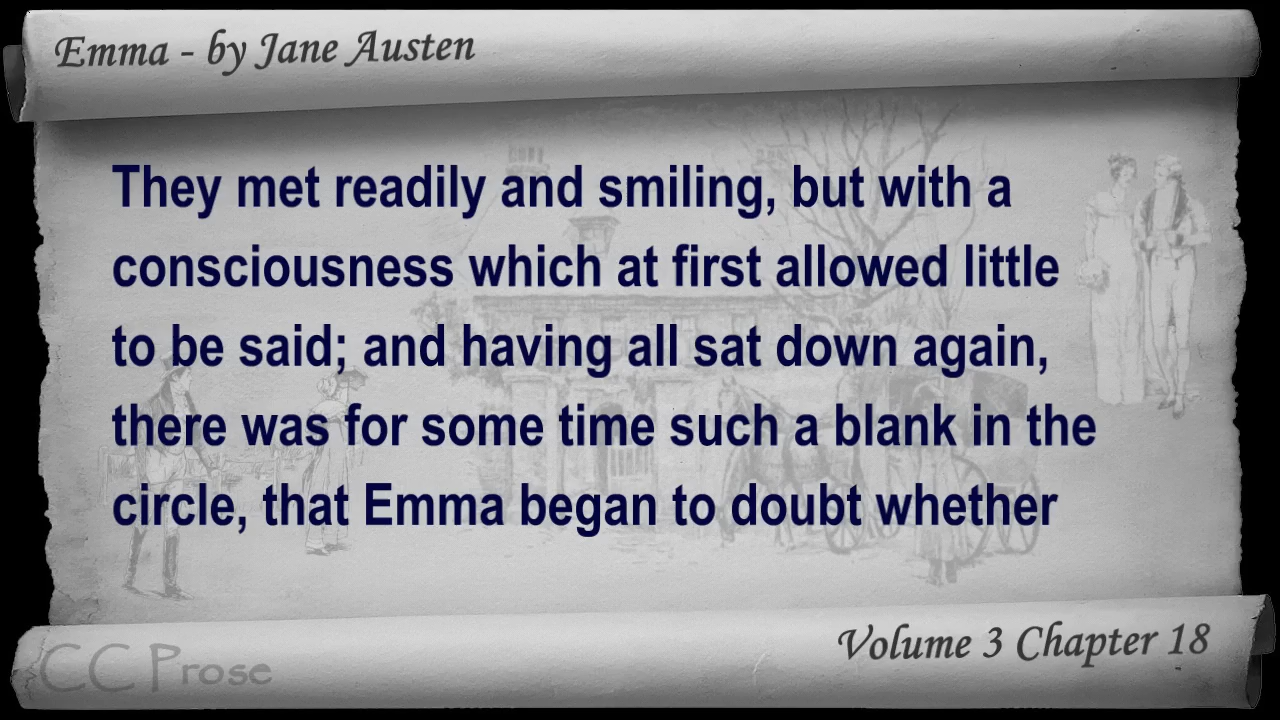 Emma - by Jane Austen
They met readily and smiling, but with a
consciousness which at first allowed little
to be said; and having all sat down again,
there was for some time such a blank in the
circle, that Emma began to doubt whether
Volume 3 Chapter 18
CC Prose